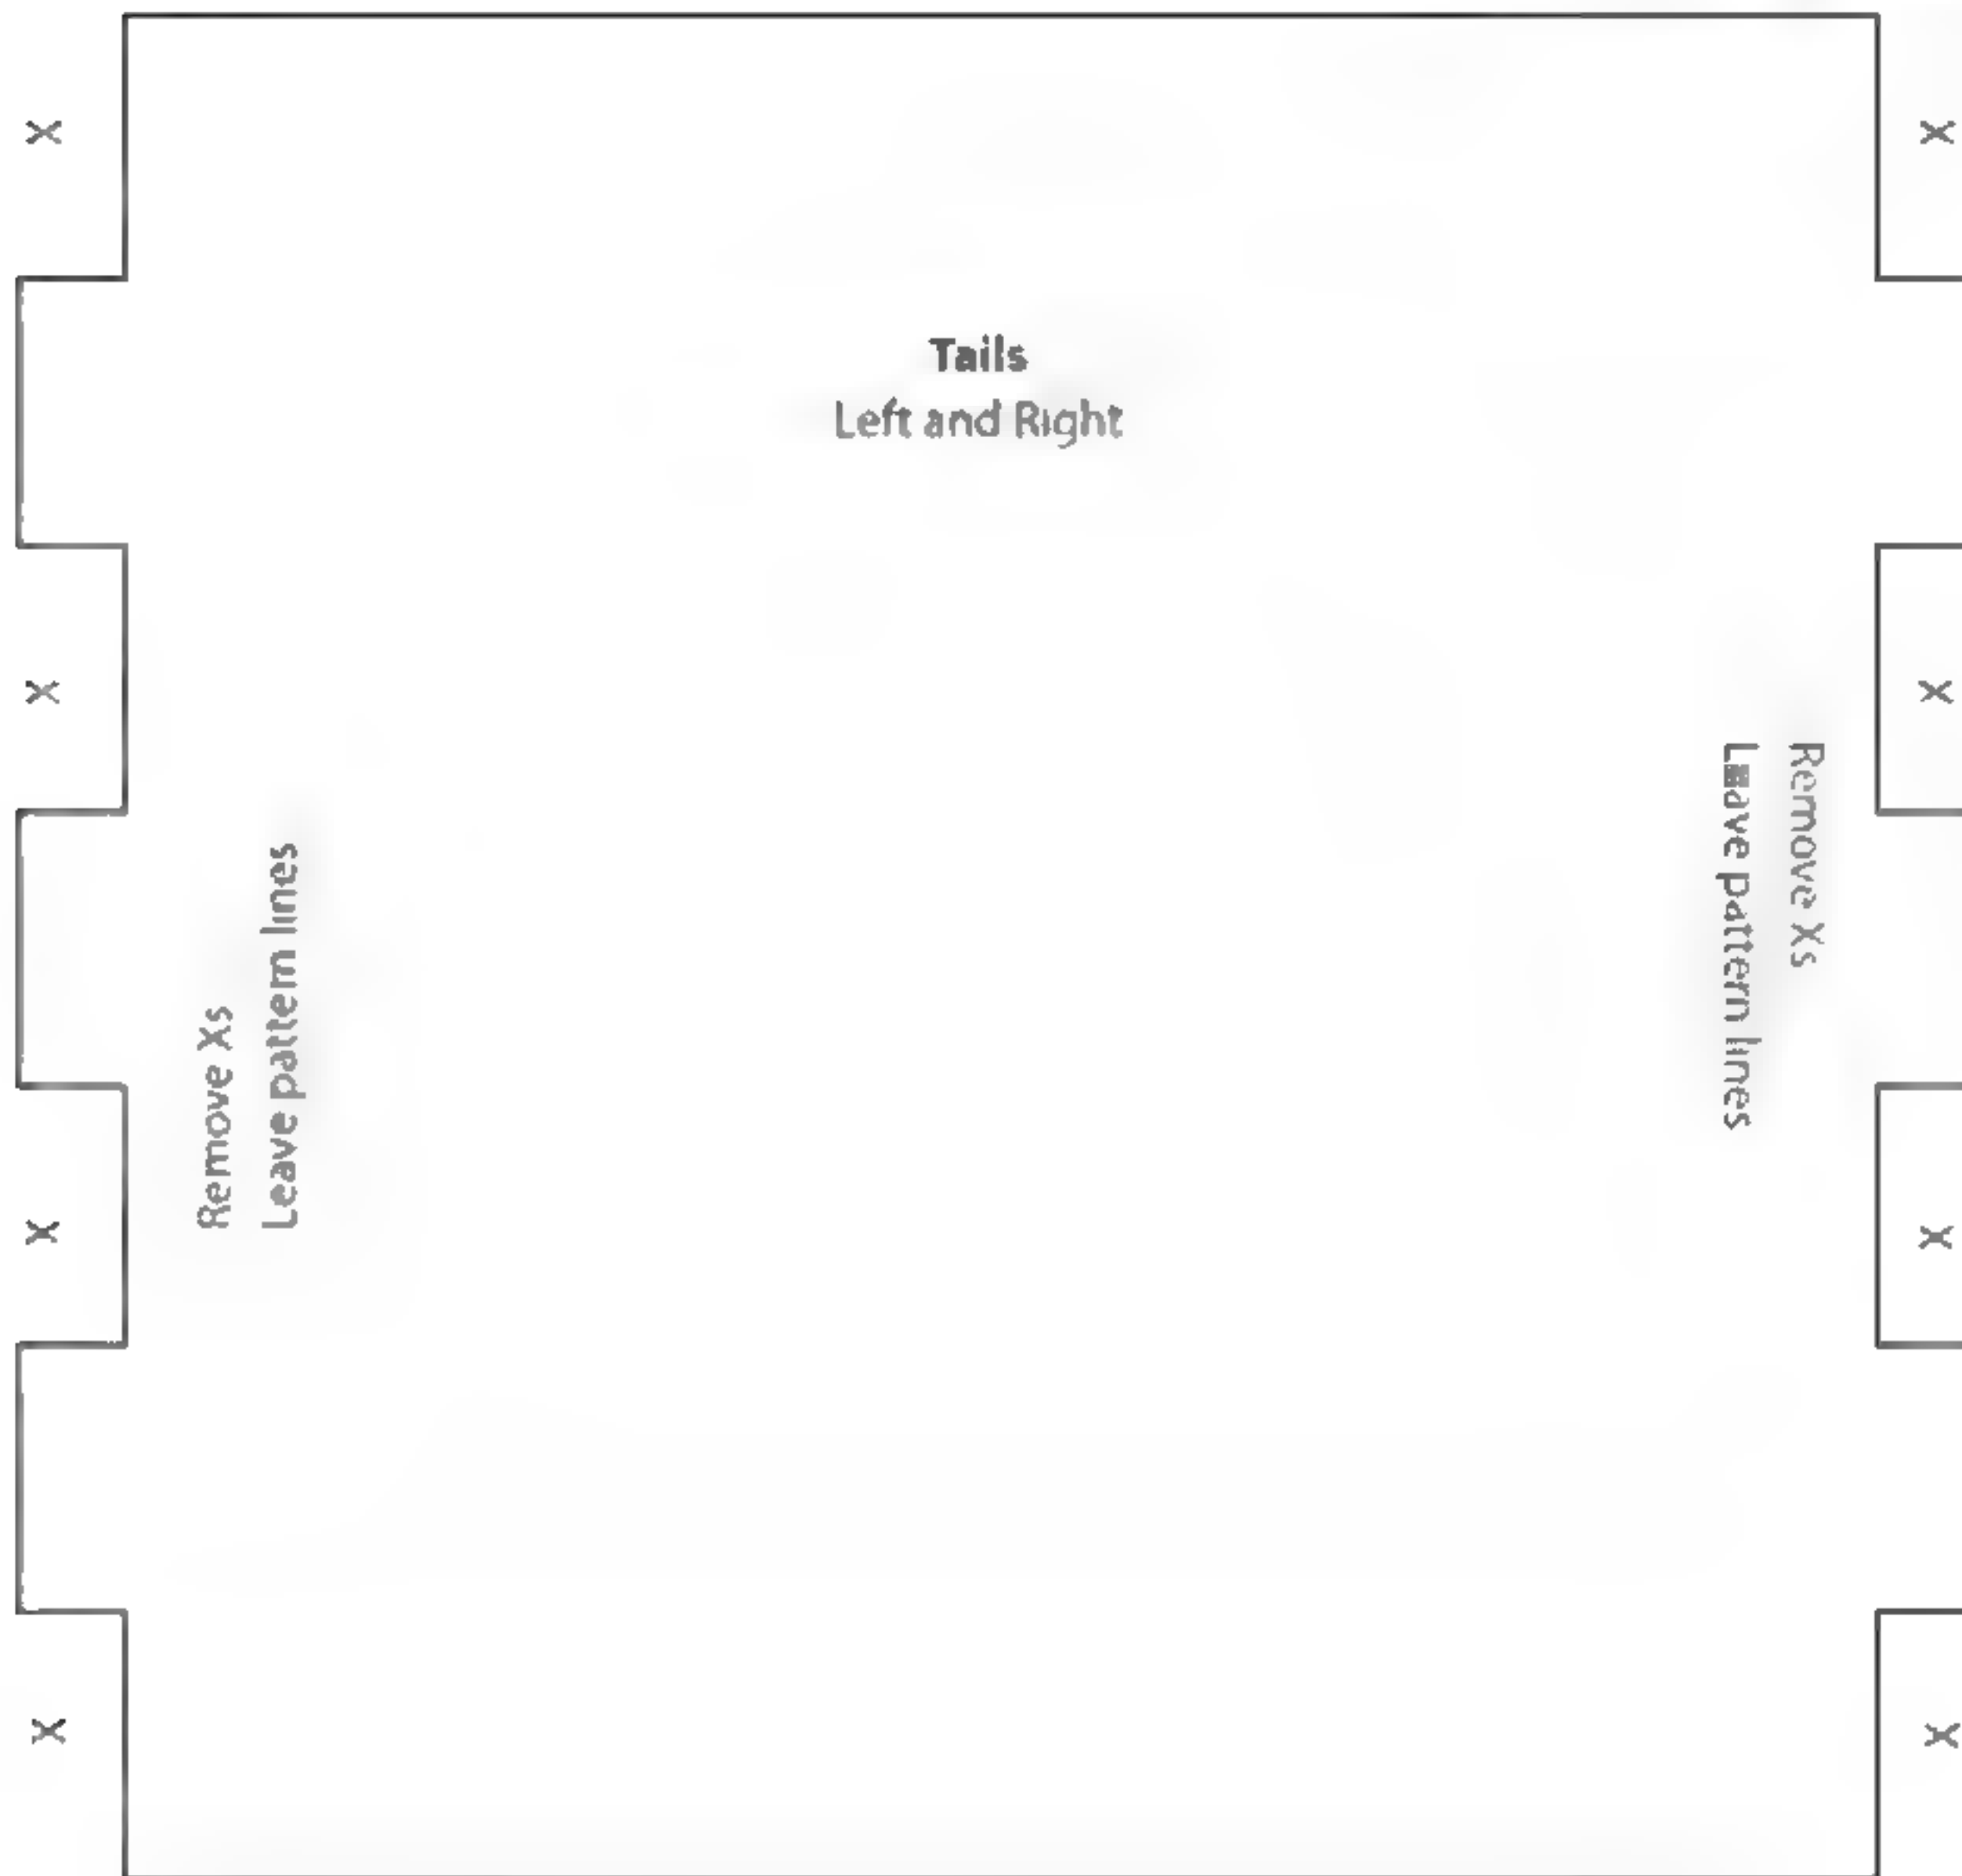 X
X
Tails
Left and Right
X
X
Remove Xs
Leave pattern lines
Remove Xs
Leave pattern lines
X
X
X
X